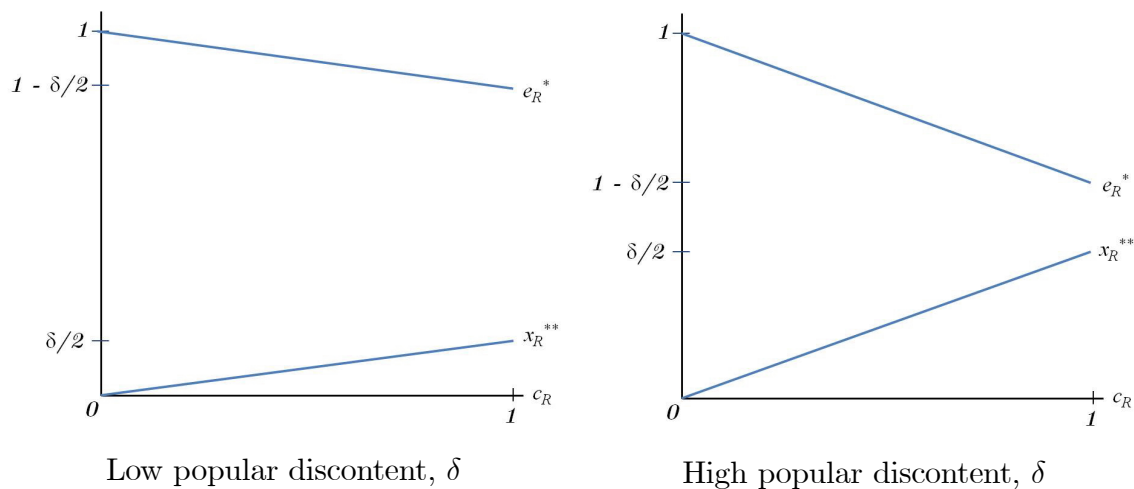 1
1 - δ/2
e_R^*
δ/2
x_R^{**}
0
1
c_R
Low popular discontent, δ
1
1 - δ/2
e_R^*
δ/2
x_R^{**}
0
1
c_R
High popular discontent, δ